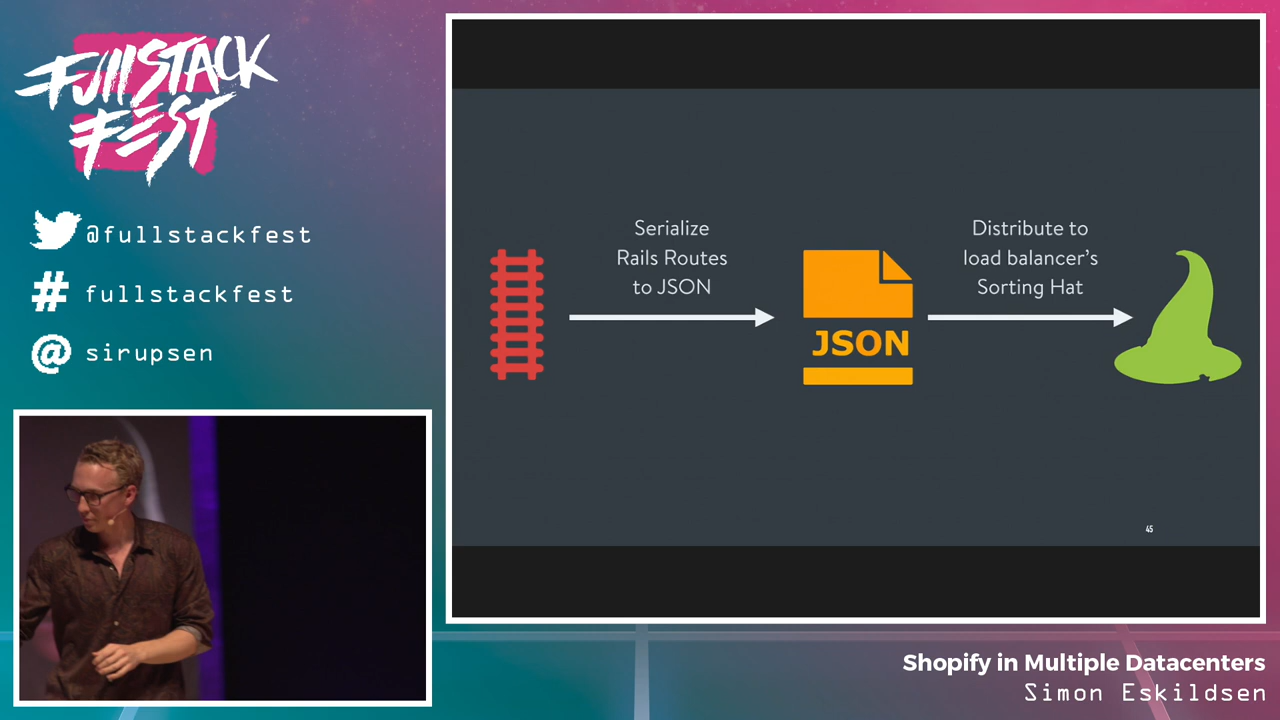 FullSTACK
FEST
@fullstackfest
# fullstackfest
@ sirupsen
Serialize
Rails Routes
to JSON
JSON
Distribute to
load balancer's
Sorting Hat
45
Shopify in Multiple Datacenters
Simon Eskildsen